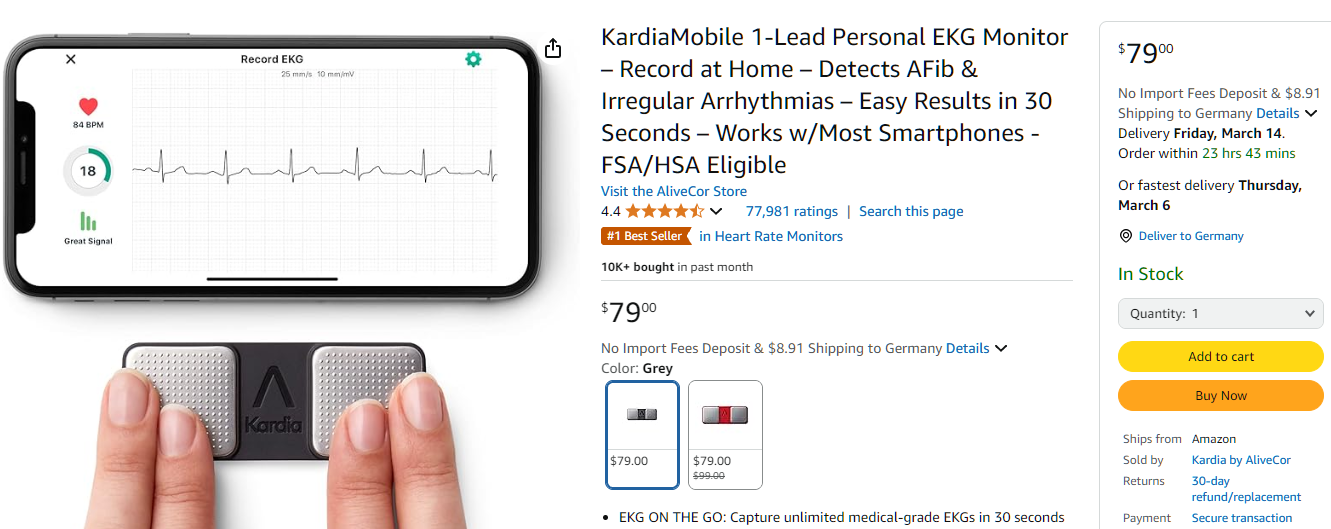 Record EKG
25 mm/s 10 mm/mV
84 BPM
18
Great Signal
Kardia
KardiaMobile 1-Lead Personal EKG Monitor
– Record at Home – Detects AFib &
Irregular Arrhythmias – Easy Results in 30
Seconds – Works w/Most Smartphones -
FSA/HSA Eligible
Visit the AliveCor Store
4.4 77,981 ratings | Search this page
#1 Best Seller in Heart Rate Monitors
10K+ bought in past month
$7900
No Import Fees Deposit & $8.91 Shipping to Germany Details
Color: Grey
$79.00
$79.00
$99.00
• EKG ON THE GO: Capture unlimited medical-grade EKGs in 30 seconds
$7900
No Import Fees Deposit & $8.91
Shipping to Germany Details
Delivery Friday, March 14.
Order within 23 hrs 43 mins
Or fastest delivery Thursday,
March 6
Deliver to Germany
In Stock
Quantity: 1
Add to cart
Buy Now
Ships from Amazon
Sold by Kardia by AliveCor
Returns 30-day
refund/replacement
Payment Secure transaction